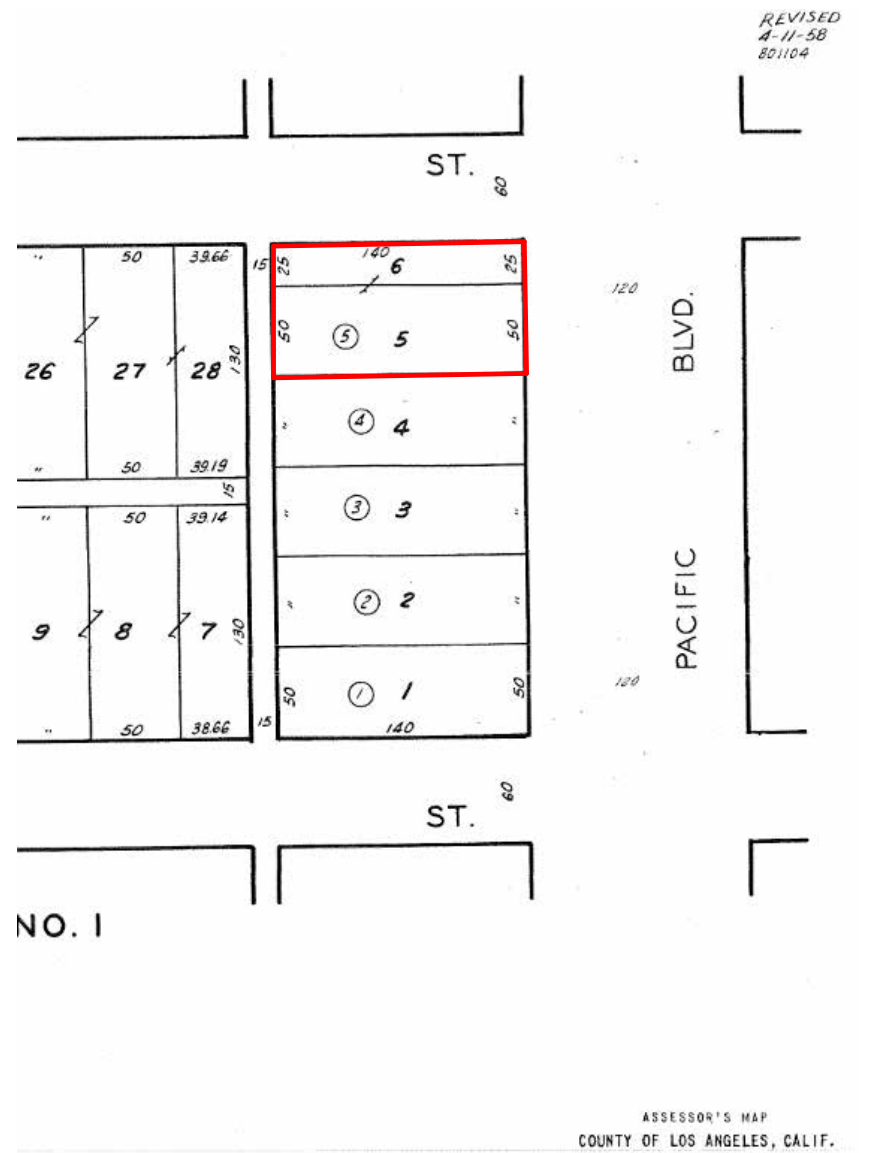 REVISED
4-11-58
801104
ST.
60
" 50 39.66 15 25 140 6 25
120
BLVD.
50 5 5 50
130
26 27 28
" 4 4 "
" 50 39.19
15
" 3 3 "
" 50 39.14
PACIFIC
" 2 2 "
9 8 7 130
120
50 1 1 50
" 50 38.66 15 140
60
ST.
NO. 1
ASSESSOR'S MAP
COUNTY OF LOS ANGELES, CALIF.